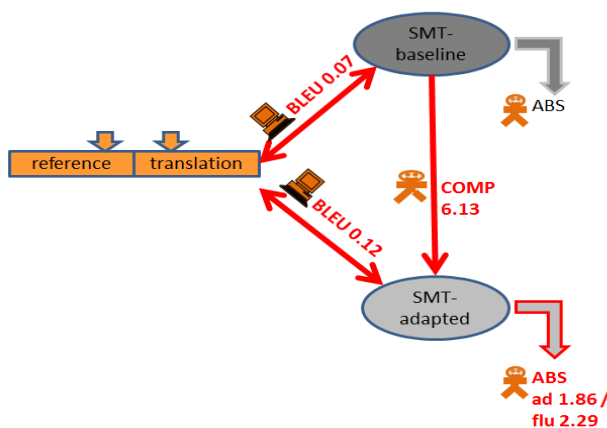 SMT-
baseline
BLEU 0.07
ABS
reference translation
COMP
6.13
BLEU 0.12
SMT-
adapted
ABS
ad 1.86 /
flu 2.29